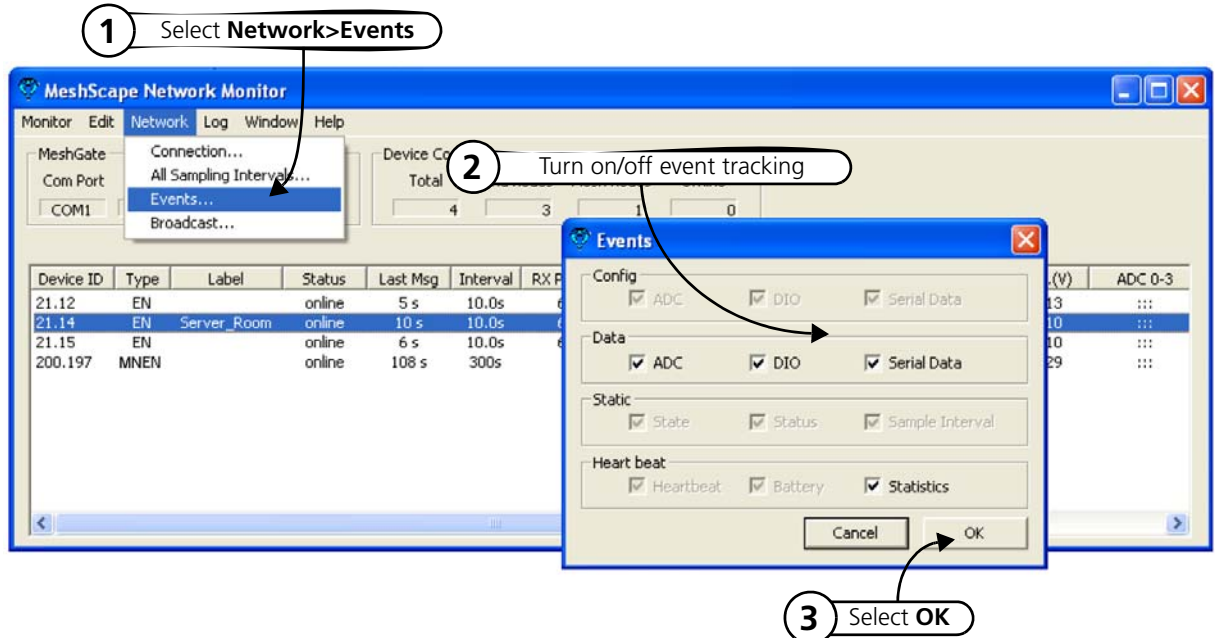 1 Select Network>Events
MeshScape Network Monitor
Monitor Edit Network Log Window Help
MeshGate
Com Port
COM1
Connection...
All Sampling Intervals...
Events...
Broadcast...
Total
4 3 1 0
2 Turn on/off event tracking
Device ID Type Label Status Last Msg Interval RX (V) ADC 0-3
21.12 EN online 5 s 10.0s 13 :::
21.14 EN Server_Room online 10 s 10.0s 10 :::
21.15 EN online 6 s 10.0s 10 :::
200.197 MNEN online 108 s 300s 29 :::
Events
Config
ADC DIO Serial Data
Data
ADC DIO Serial Data
Static
State Status Sample Interval
Heart beat
Heartbeat Battery Statistics
Cancel OK
3 Select OK